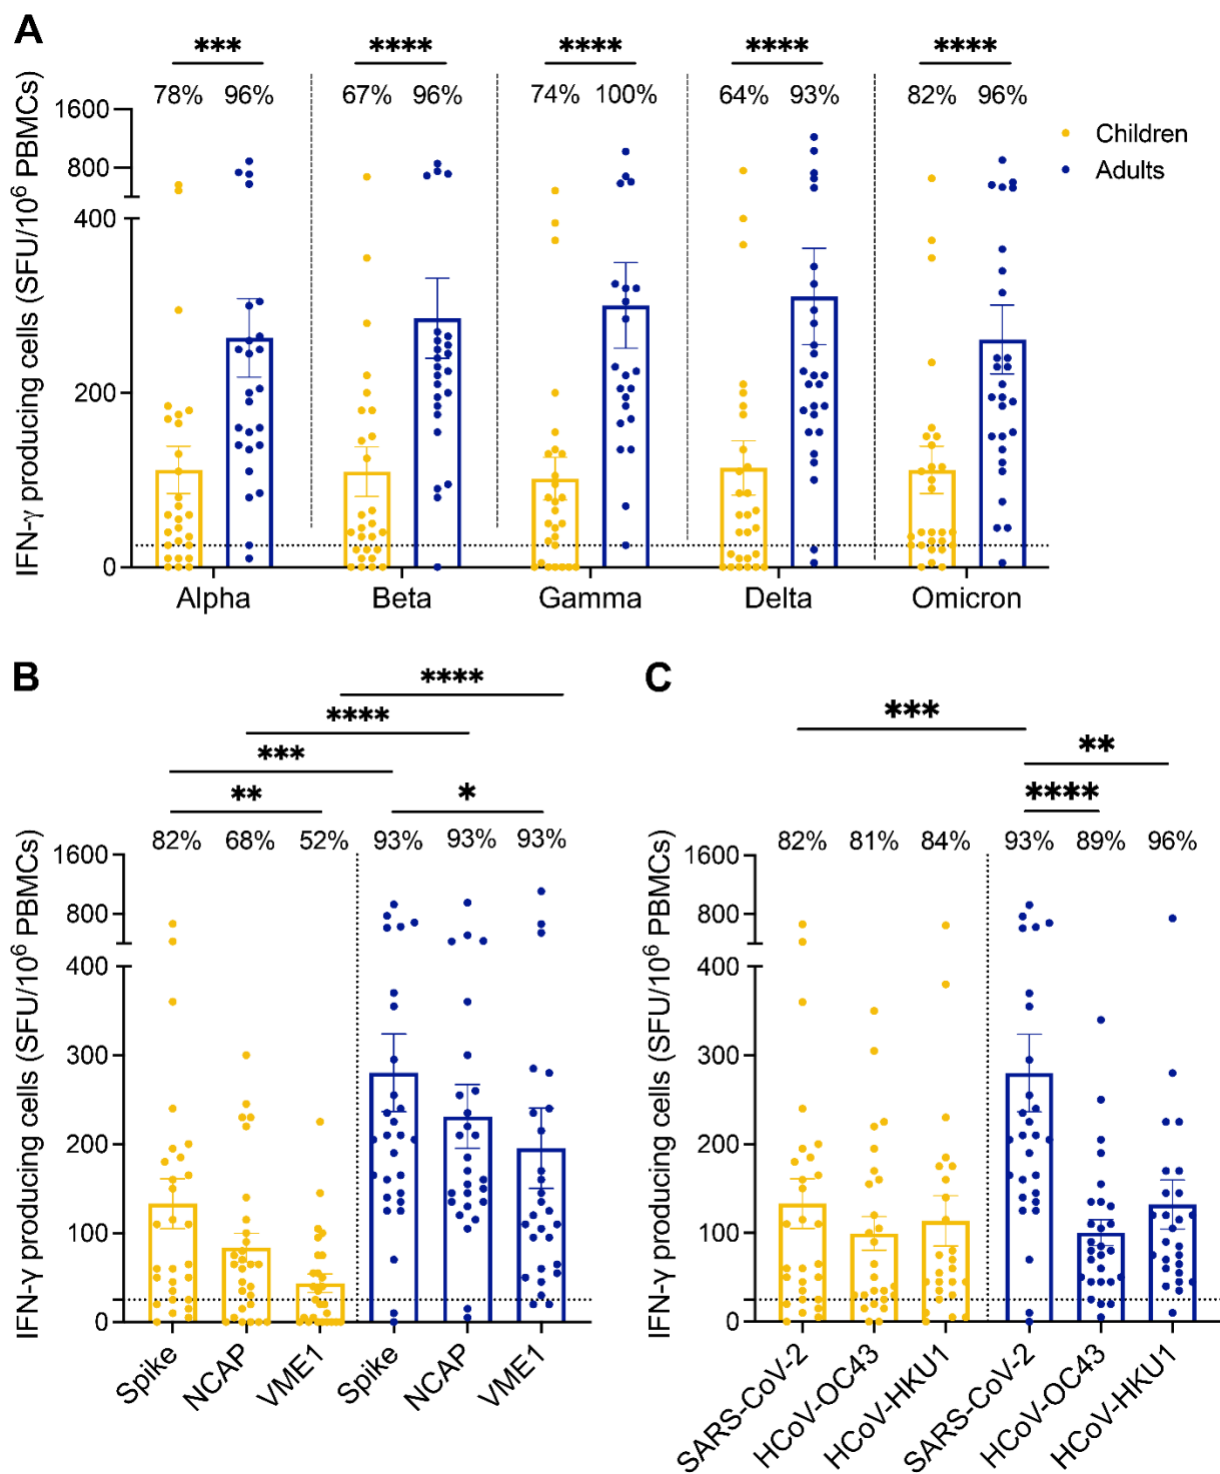 A
*** **** **** **** ****
78% 96% 67% 96% 74% 100% 64% 93% 82% 96%
IFN-γ producing cells (SFU/10⁶ PBMCs)
1600
800
400
200
0
Children
Adults
Alpha Beta Gamma Delta Omicron
B
****
****
***
** *
82% 68% 52% 93% 93% 93%
IFN-γ producing cells (SFU/10⁶ PBMCs)
1600
800
400
300
200
100
0
Spike NCAP VME1 Spike NCAP VME1
C
***
**
****
82% 81% 84% 93% 89% 96%
IFN-γ producing cells (SFU/10⁶ PBMCs)
1600
800
400
300
200
100
0
SARS-CoV-2 HCoV-OC43 HCoV-HKU1 SARS-CoV-2 HCoV-OC43 HCoV-HKU1